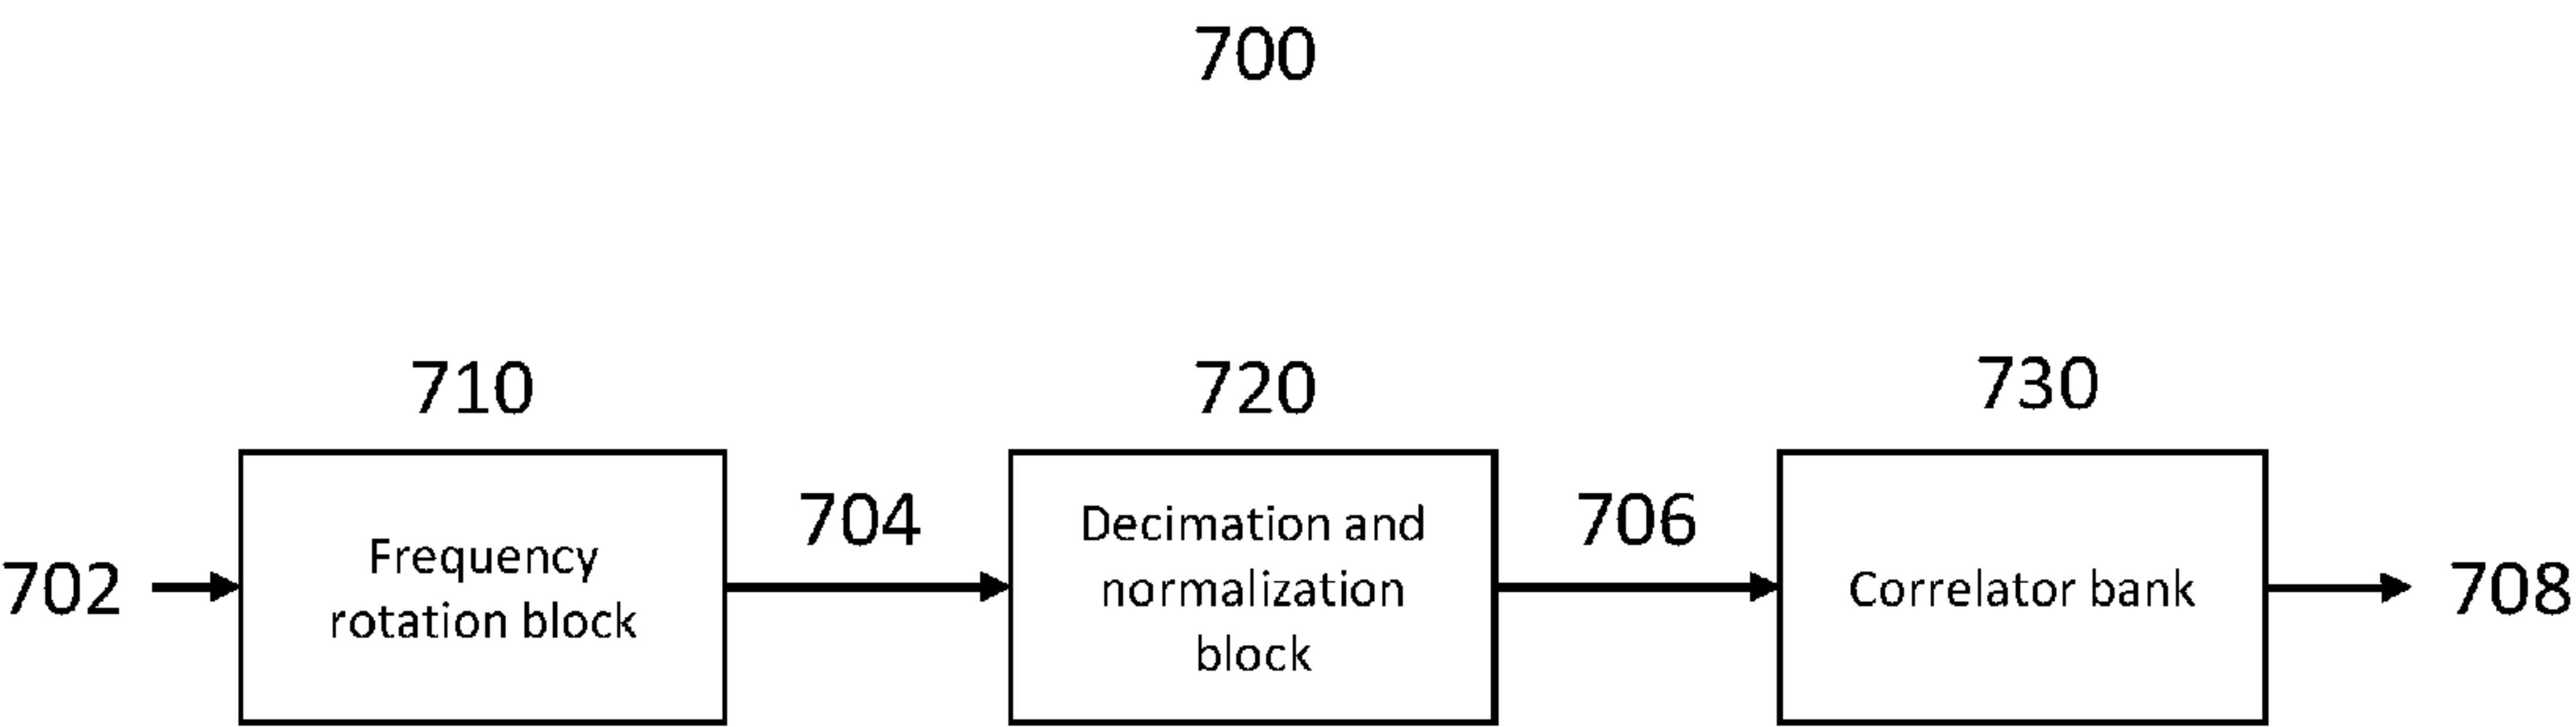 700
710
720
730
702
Frequency
rotation block
704
Decimation and
normalization
block
706
Correlator bank
708